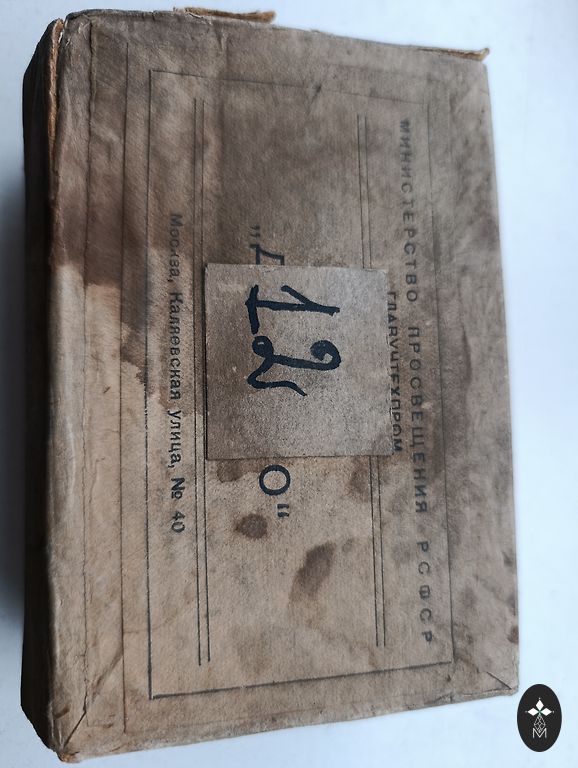 МИНИСТЕРСТВО ПРОСВЕЩЕНИЯ РСФСР
ГЛАВУЧТЕХПРОМ
12
Москва, Каляевская улица, № 40
M